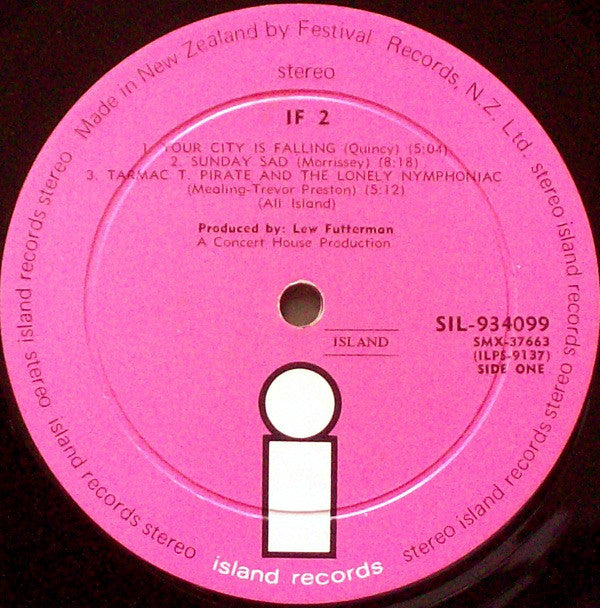 Made in New Zealand by Festival Records, N.Z. Ltd. stereo island records stereo island records stereo
island records stereo island records stereo island records stereo
stereo
IF 2
1. YOUR CITY IS FALLING (Quincy) (5:04)
2. SUNDAY SAD (Morrissey) (8:18)
3. TARMAC T. PIRATE AND THE LONELY NYMPHONIAC
(Mealing-Trevor Preston) (5:12)
(All Island)
Produced by: Lew Futterman
A Concert House Production
ISLAND
SIL-934099
SMX-37663
(ILPS-9137)
SIDE ONE
island records